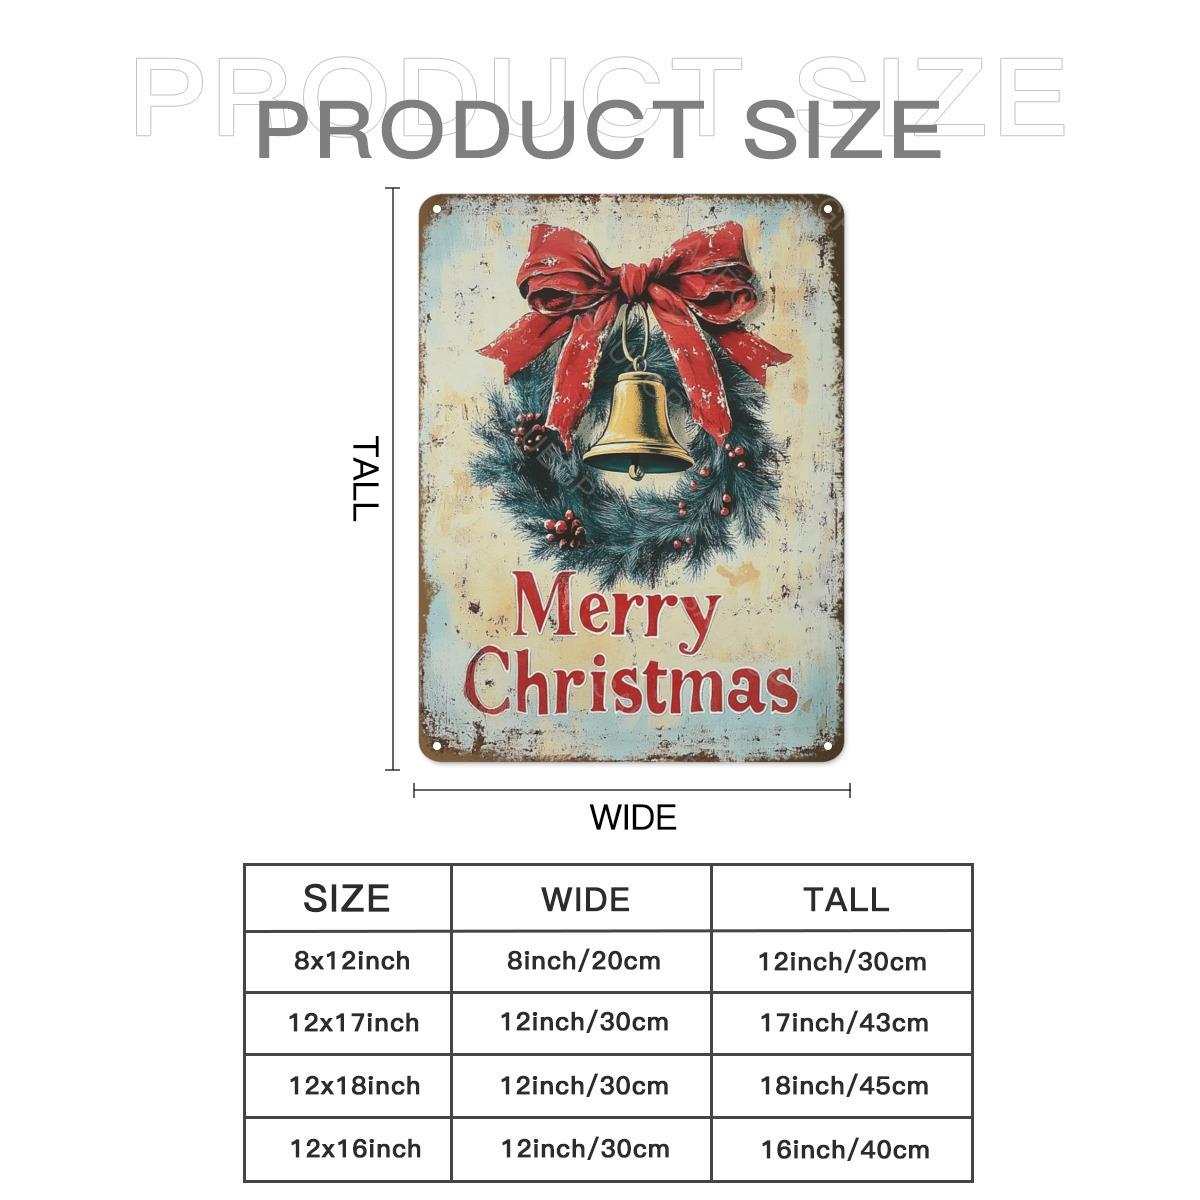 PRODUCT SIZE
PRODUCT SIZE
TALL
Merry
Christmas
WIDE
SIZE WIDE TALL
8x12inch 8inch/20cm 12inch/30cm
12x17inch 12inch/30cm 17inch/43cm
12x18inch 12inch/30cm 18inch/45cm
12x16inch 12inch/30cm 16inch/40cm